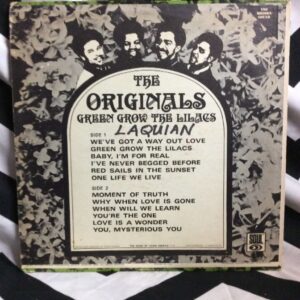 THE
ORIGINALS
GREEN GROW THE LILACS
LAQUIAN
SIDE 1
WE'VE GOT A WAY OUT LOVE
GREEN GROW THE LILACS
BABY, I'M FOR REAL
I'VE NEVER BEGGED BEFORE
RED SAILS IN THE SUNSET
ONE LIFE WE LIVE
SIDE 2
MOMENT OF TRUTH
WHY WHEN LOVE IS GONE
WHEN WILL WE LEARN
YOU'RE THE ONE
LOVE IS A WONDER
YOU, MYSTERIOUS YOU
SOUL